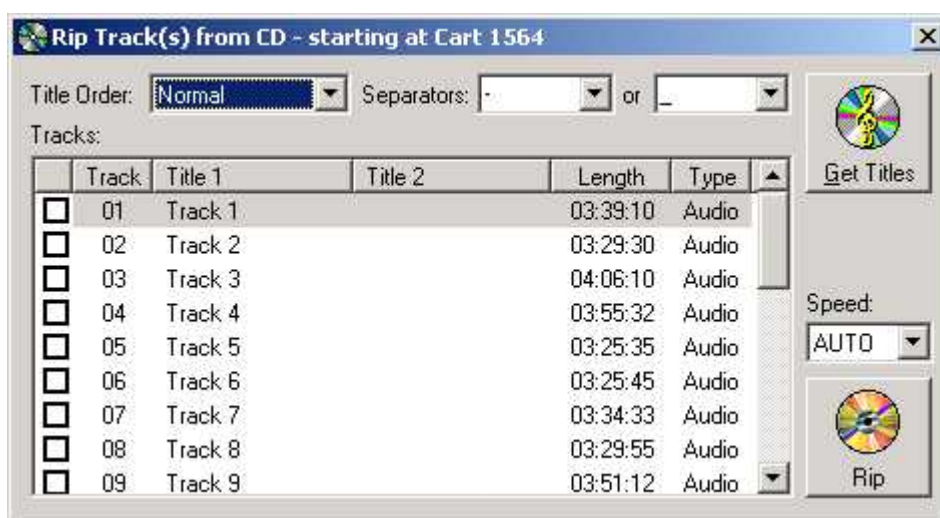 Rip Track(s) from CD - starting at Cart 1564
Title Order: Normal Separators: - or _
Tracks:
Get Titles
Track Title 1 Title 2 Length Type
01 Track 1 03:39:10 Audio
02 Track 2 03:29:30 Audio
03 Track 3 04:06:10 Audio
04 Track 4 03:55:32 Audio
05 Track 5 03:25:35 Audio
06 Track 6 03:25:45 Audio
07 Track 7 03:34:33 Audio
08 Track 8 03:29:55 Audio
09 Track 9 03:51:12 Audio
Speed:
AUTO
Rip